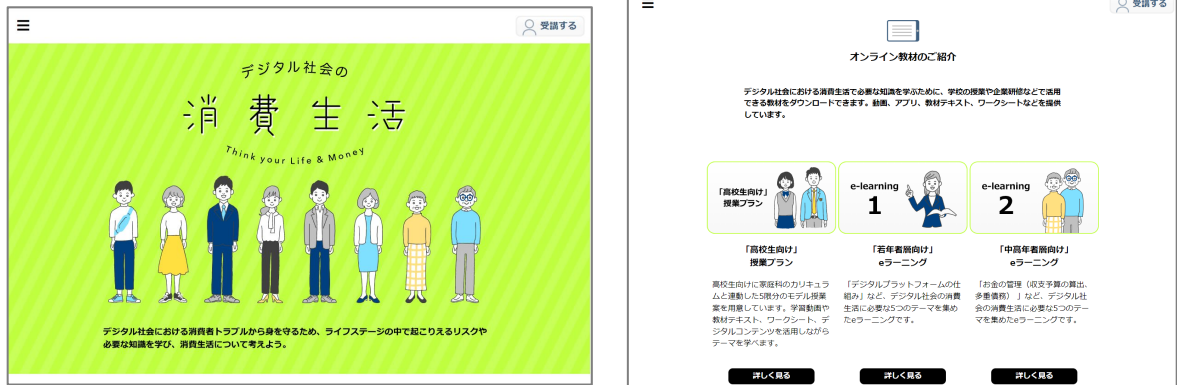 受講する
デジタル社会の
消費生活
Think your Life & Money
デジタル社会における消費者トラブルから身を守るため、ライフステージの中で起こりえるリスクや
必要な知識を学び、消費生活について考えよう。
受講する
オンライン教材のご紹介
デジタル社会における消費生活で必要な知識を学ぶために、学校の授業や企業研修などで活用
できる教材をダウンロードできます。動画、アプリ、教材テキスト、ワークシートなどを提供
しています。
「高校生向け」
授業プラン
e-learning
1
e-learning
2
「高校生向け」
授業プラン
高校生向けに家庭科のカリキュラ
ムと連動した5限分のモデル授業
案を用意しています。学習動画や
教材テキスト、ワークシート、デ
ジタルコンテンツを活用しながら
テーマを学べます。
詳しく見る
「若年者層向け」
eラーニング
「デジタルプラットフォームの仕
組み」など、デジタル社会の消費
生活に必要な5つのテーマを集め
たeラーニングです。
詳しく見る
「中高年者層向け」
eラーニング
「お金の管理（収支予算の算出、
多重債務）」など、デジタル社
会の消費生活に必要な5つのテー
マを集めたeラーニングです。
詳しく見る